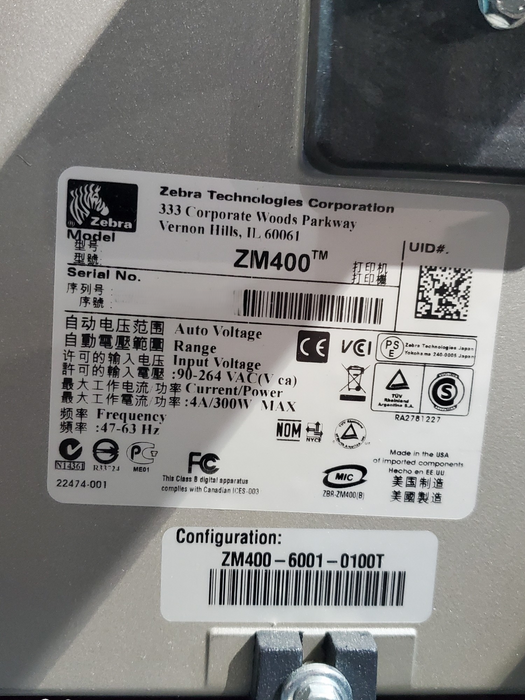 Zebra
Zebra Technologies Corporation
333 Corporate Woods Parkway
Vernon Hills, IL 60061
Model
型号
型號
ZM400™
打印机
打印機
UID#:
Serial No.
序列号:
序號:
自动电压范围 Auto Voltage
自動電壓範圍 Range
许可的输入电压 Input Voltage
許可的輸入電壓 :90-264 VAC(V ca)
最大工作电流 功率 Current/Power
最大工作電流 功率 :4A/300W MAX
频率 Frequency
頻率 :47-63 Hz
CE VCI PSE Zebra Technologies Japan
Yokohama 240-0005 Japan
TÜV
Rheinland
Argentina S.A.
S
RA2781227
NOM NYCE
N1436
ME01
FC
This Class B digital apparatus
complies with Canadian ICES-003
22474-001
MIC
ZBR-ZM400(B)
Made in the USA
of imported components
Hecho en EE UU
美国制造
美國製造
Configuration:
ZM400-6001-0100T